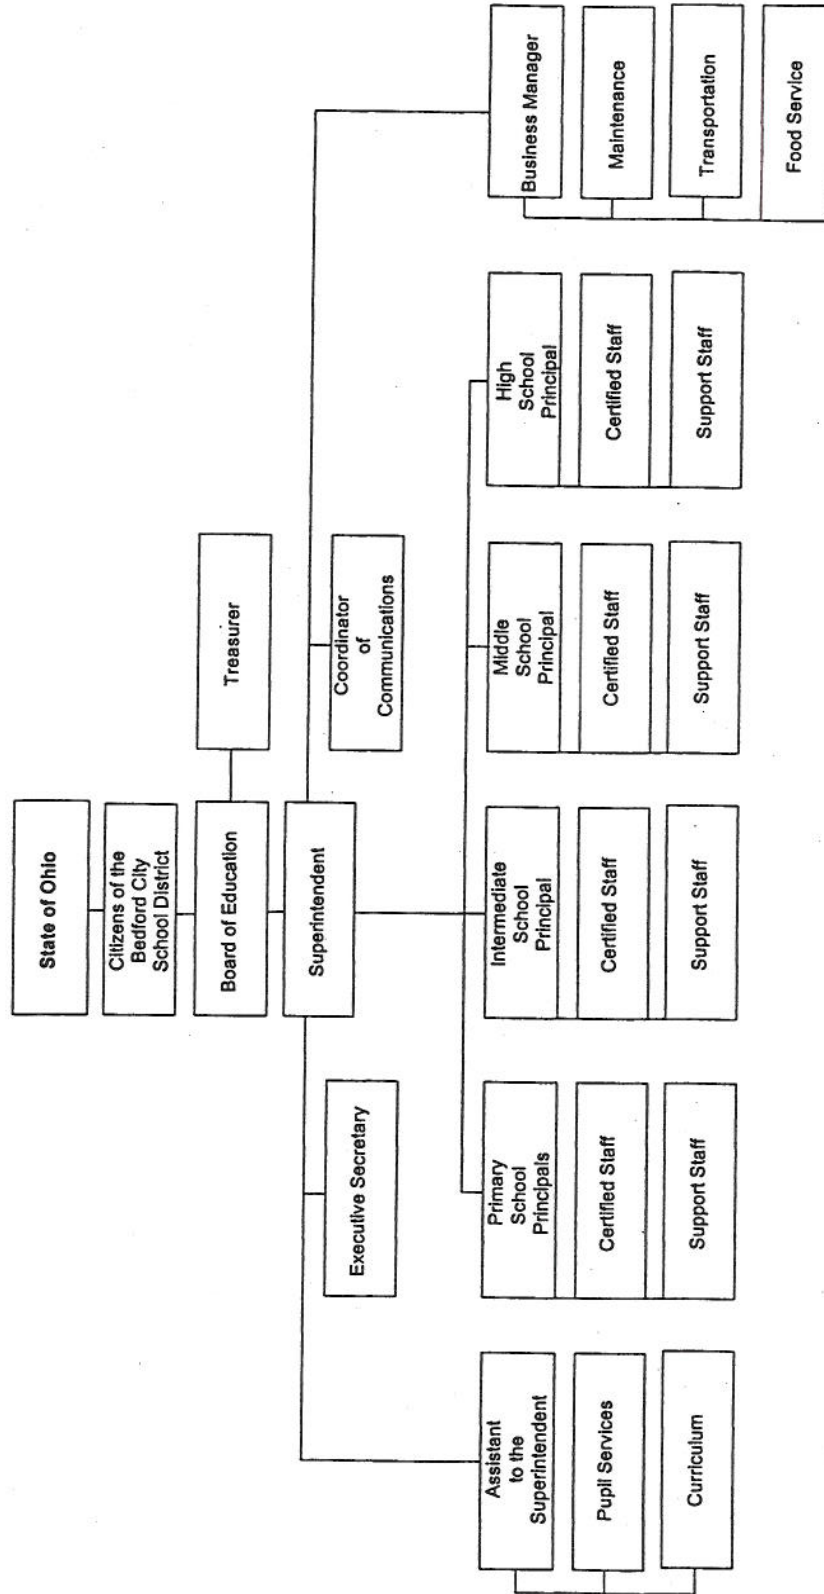 State of Ohio
Citizens of the
Bedford City
School District
Board of Education
Treasurer
Superintendent
Executive Secretary
Coordinator
of
Communications
Assistant
to the
Superintendent
Pupil Services
Curriculum
Primary
School
Principals
Certified Staff
Support Staff
Intermediate
School
Principal
Certified Staff
Support Staff
Middle
School
Principal
Certified Staff
Support Staff
High
School
Principal
Certified Staff
Support Staff
Business Manager
Maintenance
Transportation
Food Service